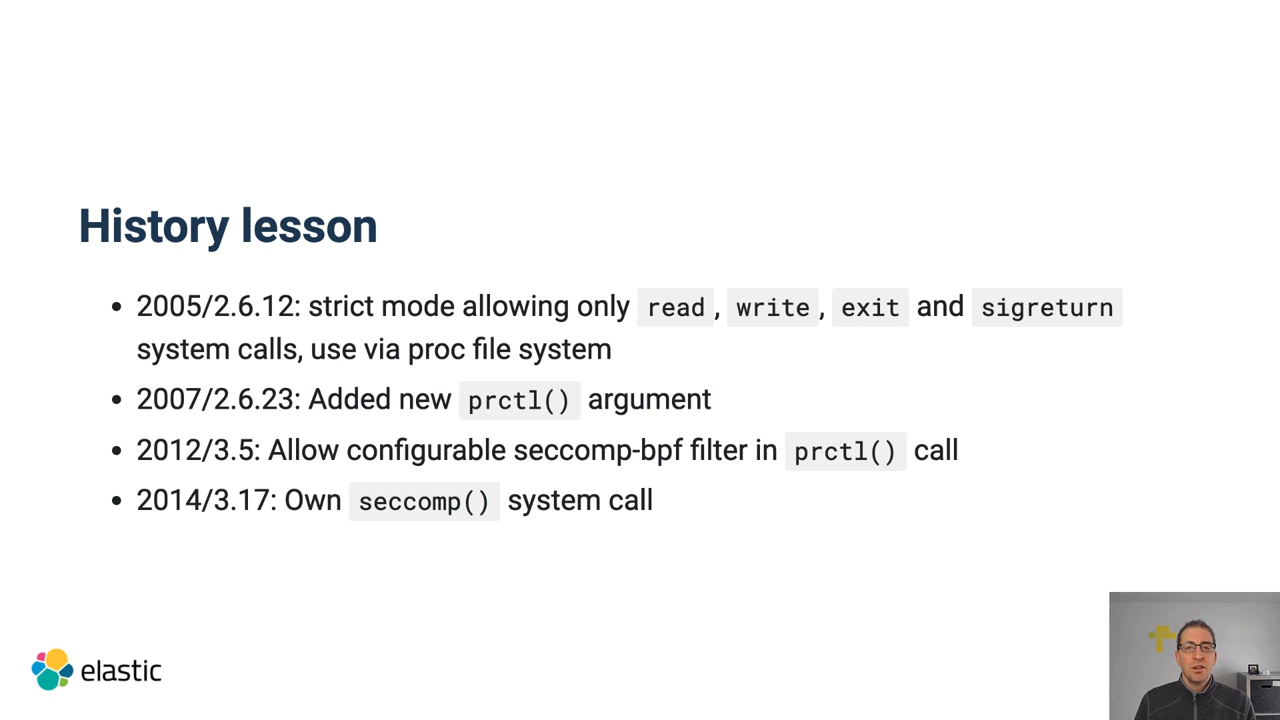 History lesson
• 2005/2.6.12: strict mode allowing only read, write, exit and sigreturn
system calls, use via proc file system
• 2007/2.6.23: Added new prctl() argument
• 2012/3.5: Allow configurable seccomp-bpf filter in prctl() call
• 2014/3.17: Own seccomp() system call
elastic